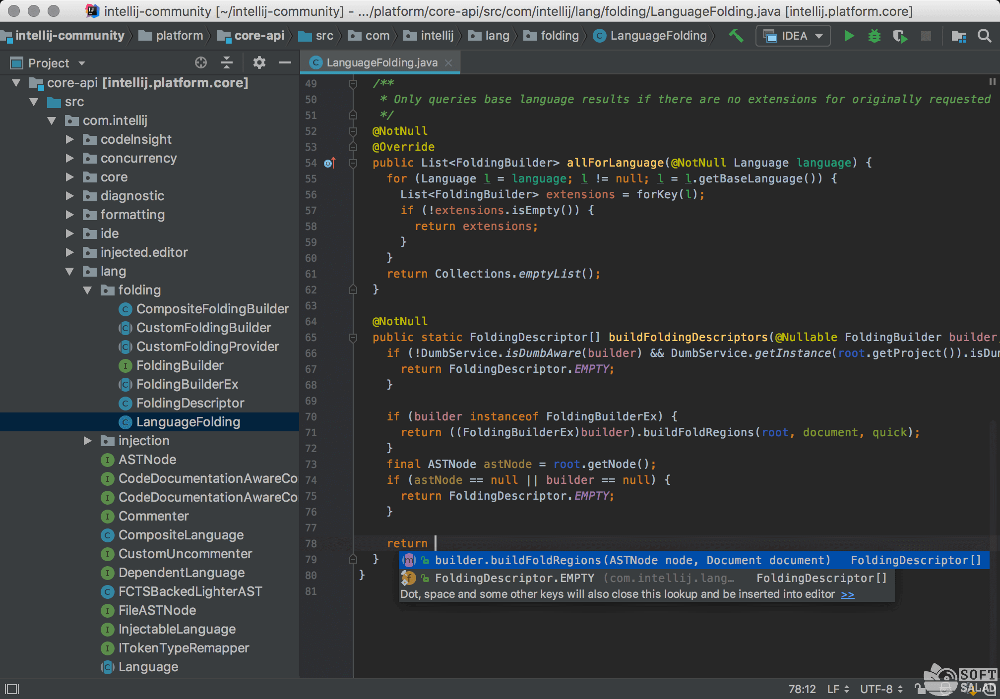 intellij-community [~/intellij-community] - .../platform/core-api/src/com/intellij/lang/folding/LanguageFolding.java [intellij.platform.core]
intellij-community platform core-api src com intellij lang folding C LanguageFolding IDEA
Project
LanguageFolding.java
core-api [intellij.platform.core]
src
com.intellij
codeInsight
concurrency
core
diagnostic
formatting
ide
injected.editor
lang
folding
C CompositeFoldingBuilder
C CustomFoldingBuilder
C CustomFoldingProvider
I FoldingBuilder
C FoldingBuilderEx
C FoldingDescriptor
C LanguageFolding
injection
I ASTNode
I CodeDocumentationAwareCo
I CodeDocumentationAwareCo
I Commenter
C CompositeLanguage
I CustomUncommenter
I DependentLanguage
C FCTSBackedLighterAST
I FileASTNode
I InjectableLanguage
I ITokenTypeRemapper
C Language
49 /**
50 * Only queries base language results if there are no extensions for originally requested
51 */
52 @NotNull
53 @Override
54 public List<FoldingBuilder> allForLanguage(@NotNull Language language) {
55 for (Language l = language; l != null; l = l.getBaseLanguage()) {
56 List<FoldingBuilder> extensions = forKey(l);
57 if (!extensions.isEmpty()) {
58 return extensions;
59 }
60 }
61 return Collections.emptyList();
62 }
63
64 @NotNull
65 public static FoldingDescriptor[] buildFoldingDescriptors(@Nullable FoldingBuilder builder,
66 if (!DumbService.isDumbAware(builder) && DumbService.getInstance(root.getProject()).isDum
67 return FoldingDescriptor.EMPTY;
68 }
69
70 if (builder instanceof FoldingBuilderEx) {
71 return ((FoldingBuilderEx)builder).buildFoldRegions(root, document, quick);
72 }
73 final ASTNode astNode = root.getNode();
74 if (astNode == null || builder == null) {
75 return FoldingDescriptor.EMPTY;
76 }
77
78 return
79 }
80 }
81
builder.buildFoldRegions(ASTNode node, Document document) FoldingDescriptor[]
FoldingDescriptor.EMPTY (com.intellij.lang… FoldingDescriptor[]
Dot, space and some other keys will also close this lookup and be inserted into editor >>
78:12 LF UTF-8
SOFT
SALAD